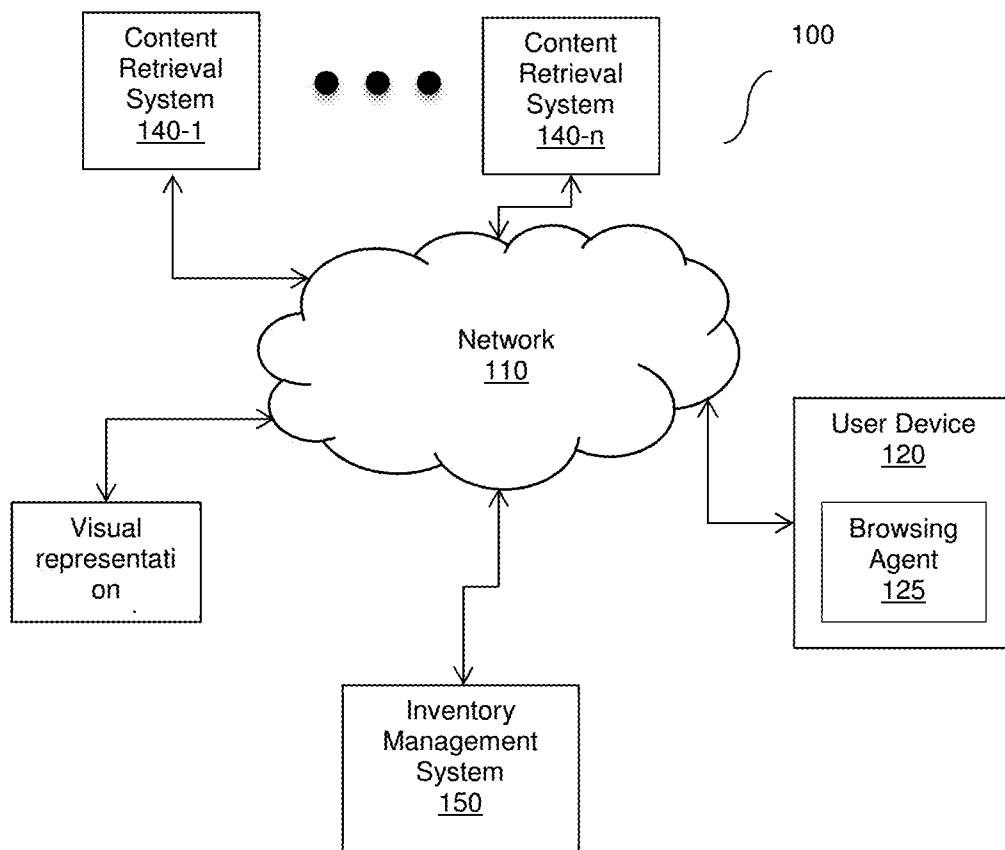 Content
Retrieval
System
140-1
Content
Retrieval
System
140-n
100
Network
110
User Device
120
Browsing
Agent
125
Visual
representati
on
Inventory
Management
System
150